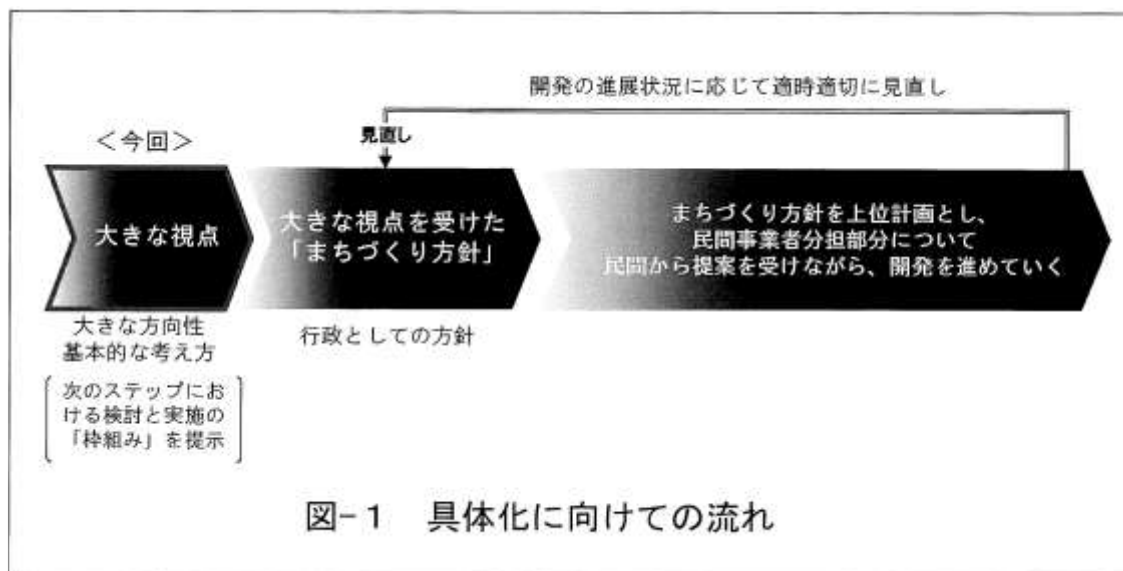 開発の進展状況に応じて適時適切に見直し
＜今回＞
見直し
大きな視点
大きな視点を受けた
「まちづくり方針」
まちづくり方針を上位計画とし、
民間事業者分担部分について
民間から提案を受けながら、開発を進めていく
大きな方向性
基本的な考え方
行政としての方針
次のステップにお
ける検討と実施の
「枠組み」を提示
図-1　具体化に向けての流れ